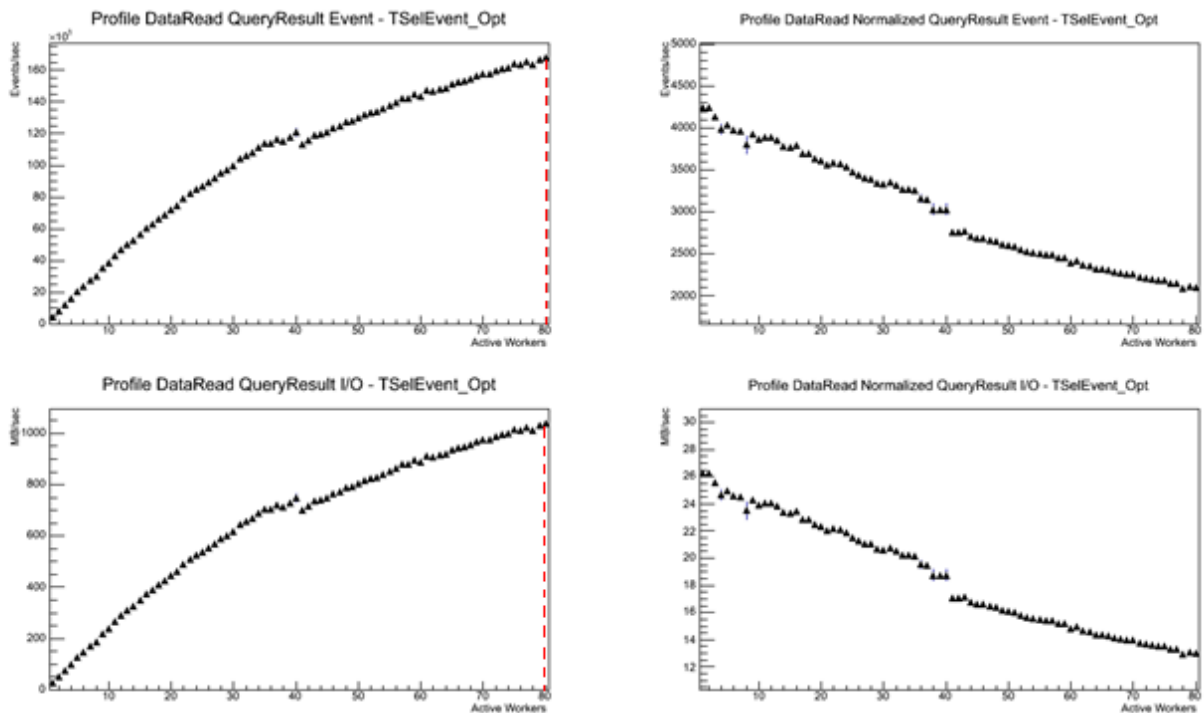 Profile DataRead QueryResult Event - TSelEvent_Opt
×10³
Events/sec
160
140
120
100
80
60
40
20
0
10 20 30 40 50 60 70 80
Active Workers
Profile DataRead Normalized QueryResult Event - TSelEvent_Opt
Events/sec
5000
4500
4000
3500
3000
2500
2000
10 20 30 40 50 60 70 80
Active Workers
Profile DataRead QueryResult I/O - TSelEvent_Opt
MB/sec
1000
800
600
400
200
0
10 20 30 40 50 60 70 80
Active Workers
Profile DataRead Normalized QueryResult I/O - TSelEvent_Opt
MB/sec
30
28
26
24
22
20
18
16
14
12
10 20 30 40 50 60 70 80
Active Workers